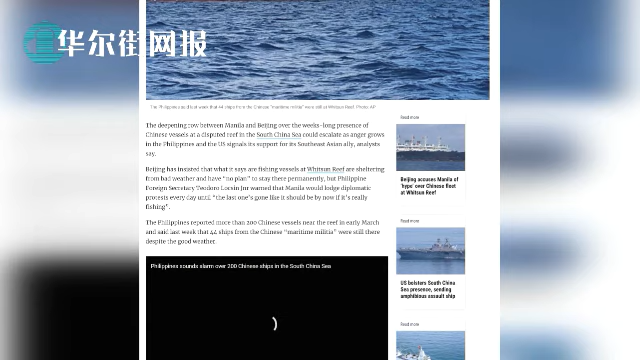 华尔街网报
The Philippines said last week that 44 ships from the Chinese "maritime militia" were still at Whitsun Reef. Photo: AP
The deepening row between Manila and Beijing over the weeks-long presence of
Chinese vessels at a disputed reef in the South China Sea could escalate as anger grows
in the Philippines and the US signals its support for its Southeast Asian ally, analysts
say.
Beijing has insisted that what it says are fishing vessels at Whitsun Reef are sheltering
from bad weather and have "no plan" to stay there permanently, but Philippine
Foreign Secretary Teodoro Locsin Jnr warned that Manila would lodge diplomatic
protests every day until "the last one's gone like it should be by now if it's really
fishing".
The Philippines reported more than 200 Chinese vessels near the reef in early March
and said last week that 44 ships from the Chinese "maritime militia" were still there
despite the good weather.
Philippines sounds alarm over 200 Chinese ships in the South China Sea
Read more
Beijing accuses Manila of
'hype' over Chinese fleet
at Whitsun Reef
Read more
US bolsters South China
Sea presence, sending
amphibious assault ship
Read more